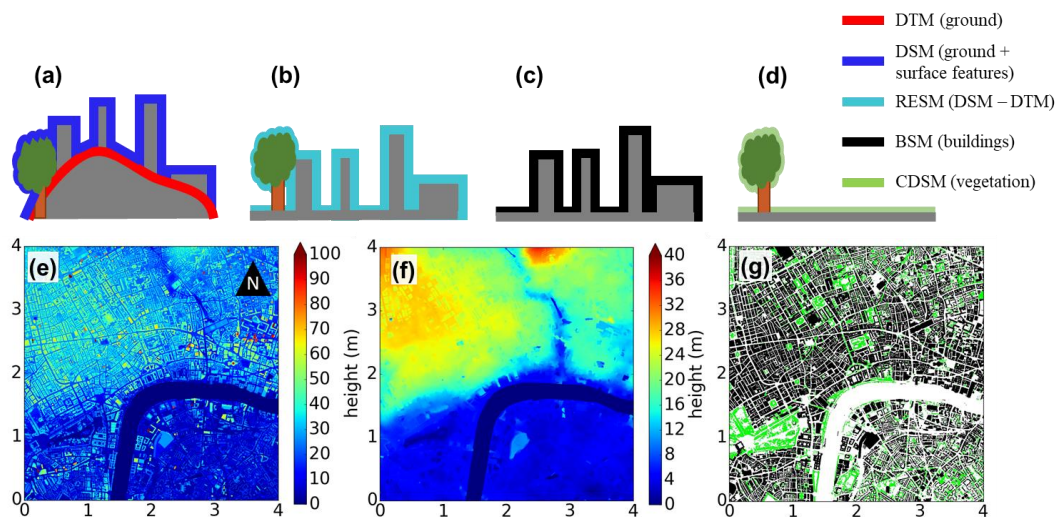 DTM (ground)
DSM (ground +
surface features)
RESM (DSM – DTM)
BSM (buildings)
CDSM (vegetation)
(a)
(b)
(c)
(d)
(e)
N
4
3
2
1
0
0 1 2 3 4
100
90
80
70
60
50
40
30
20
10
0
height (m)
(f)
4
3
2
1
0
0 1 2 3 4
40
36
32
28
24
20
16
12
8
4
0
height (m)
(g)
4
3
2
1
0
0 1 2 3 4